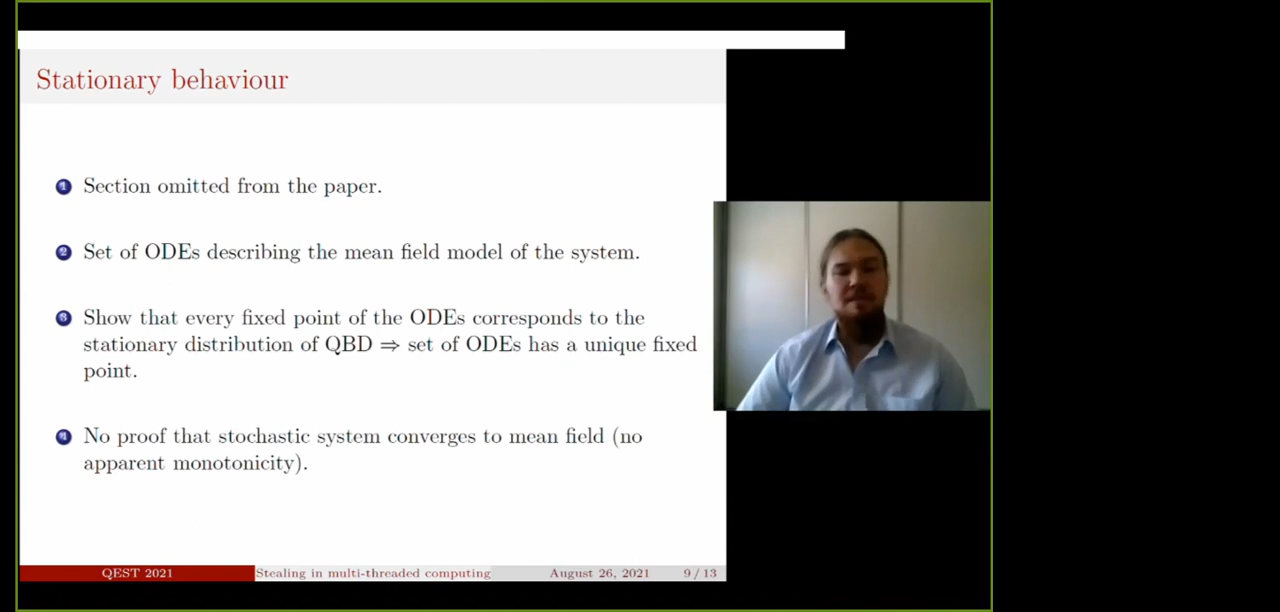 Stationary behaviour
1 Section omitted from the paper.
2 Set of ODEs describing the mean field model of the system.
3 Show that every fixed point of the ODEs corresponds to the
stationary distribution of QBD ⇒ set of ODEs has a unique fixed
point.
4 No proof that stochastic system converges to mean field (no
apparent monotonicity).
QEST 2021 Stealing in multi-threaded computing August 26, 2021 9 / 13